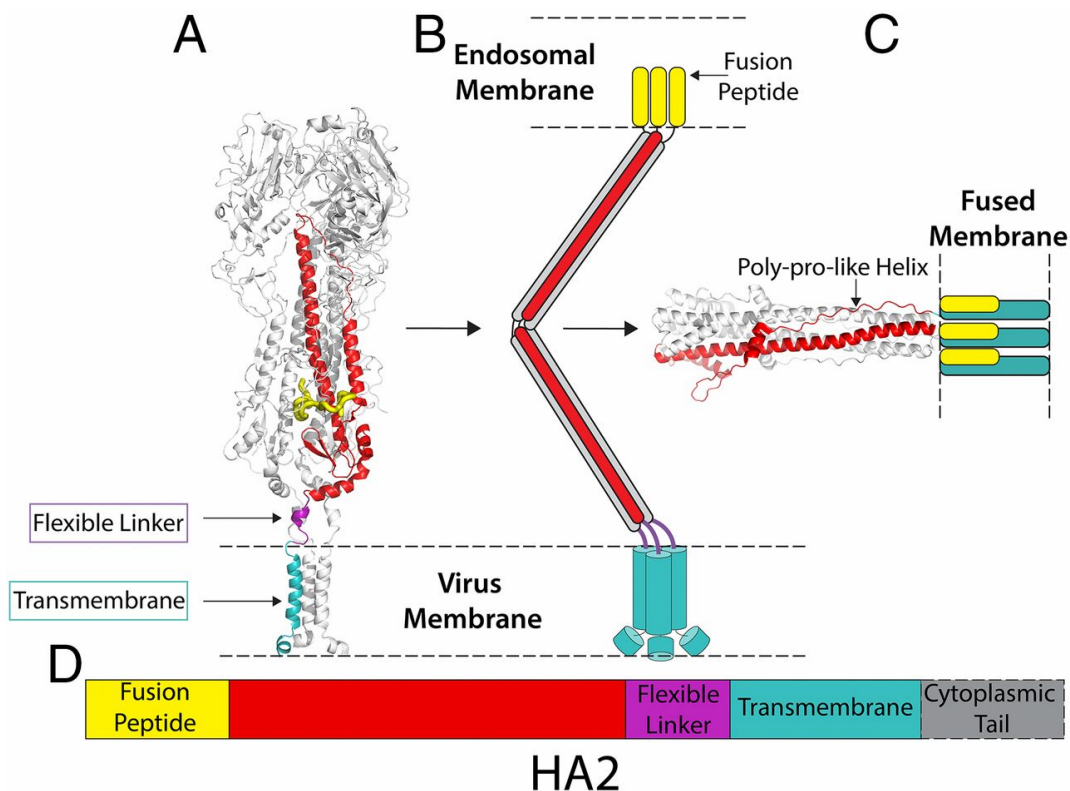 A
B
C
Endosomal
Membrane
Fusion
Peptide
Fused
Membrane
Poly-pro-like Helix
Flexible Linker
Transmembrane
Virus
Membrane
D
Fusion
Peptide
Flexible
Linker
Transmembrane
Cytoplasmic
Tail
HA2